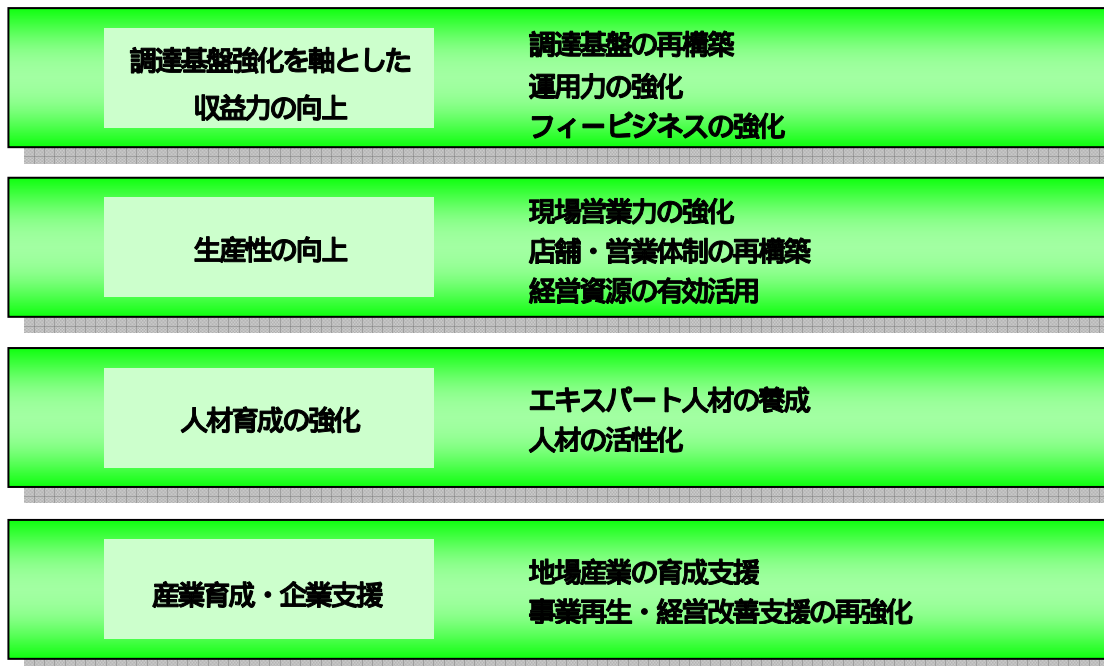 調達基盤強化を軸とした
収益力の向上
調達基盤の再構築
運用力の強化
フィービジネスの強化
生産性の向上
現場営業力の強化
店舗・営業体制の再構築
経営資源の有効活用
人材育成の強化
エキスパート人材の養成
人材の活性化
産業育成・企業支援
地場産業の育成支援
事業再生・経営改善支援の再強化